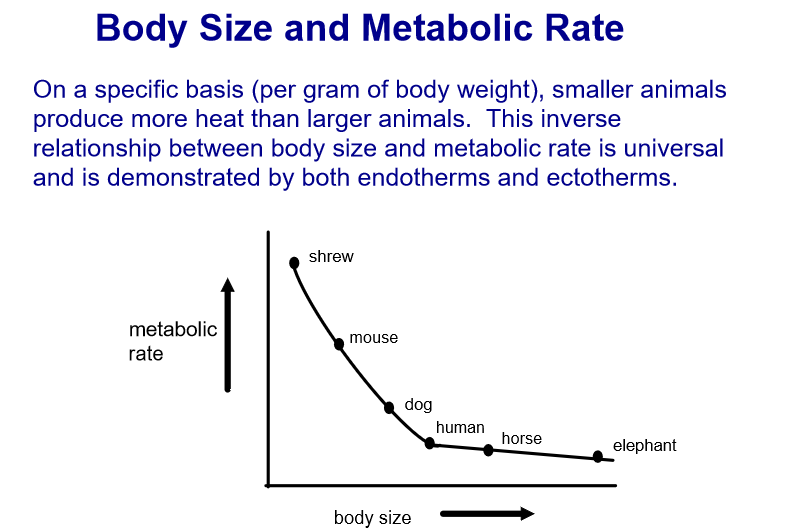 Body Size and Metabolic Rate
On a specific basis (per gram of body weight), smaller animals
produce more heat than larger animals.  This inverse
relationship between body size and metabolic rate is universal
and is demonstrated by both endotherms and ectotherms.
shrew
metabolic
rate
mouse
dog
human
horse
elephant
body size